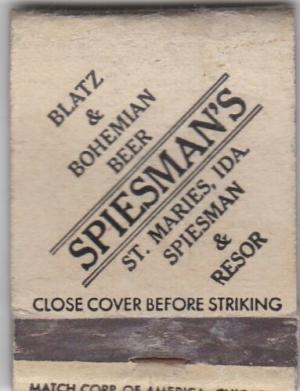 BLATZ
&
BOHEMIAN
BEER
SPIESMAN'S
ST. MARIES, IDA.
SPIESMAN
&
RESOR
CLOSE COVER BEFORE STRIKING
MATCH CORP. OF AMERICA,